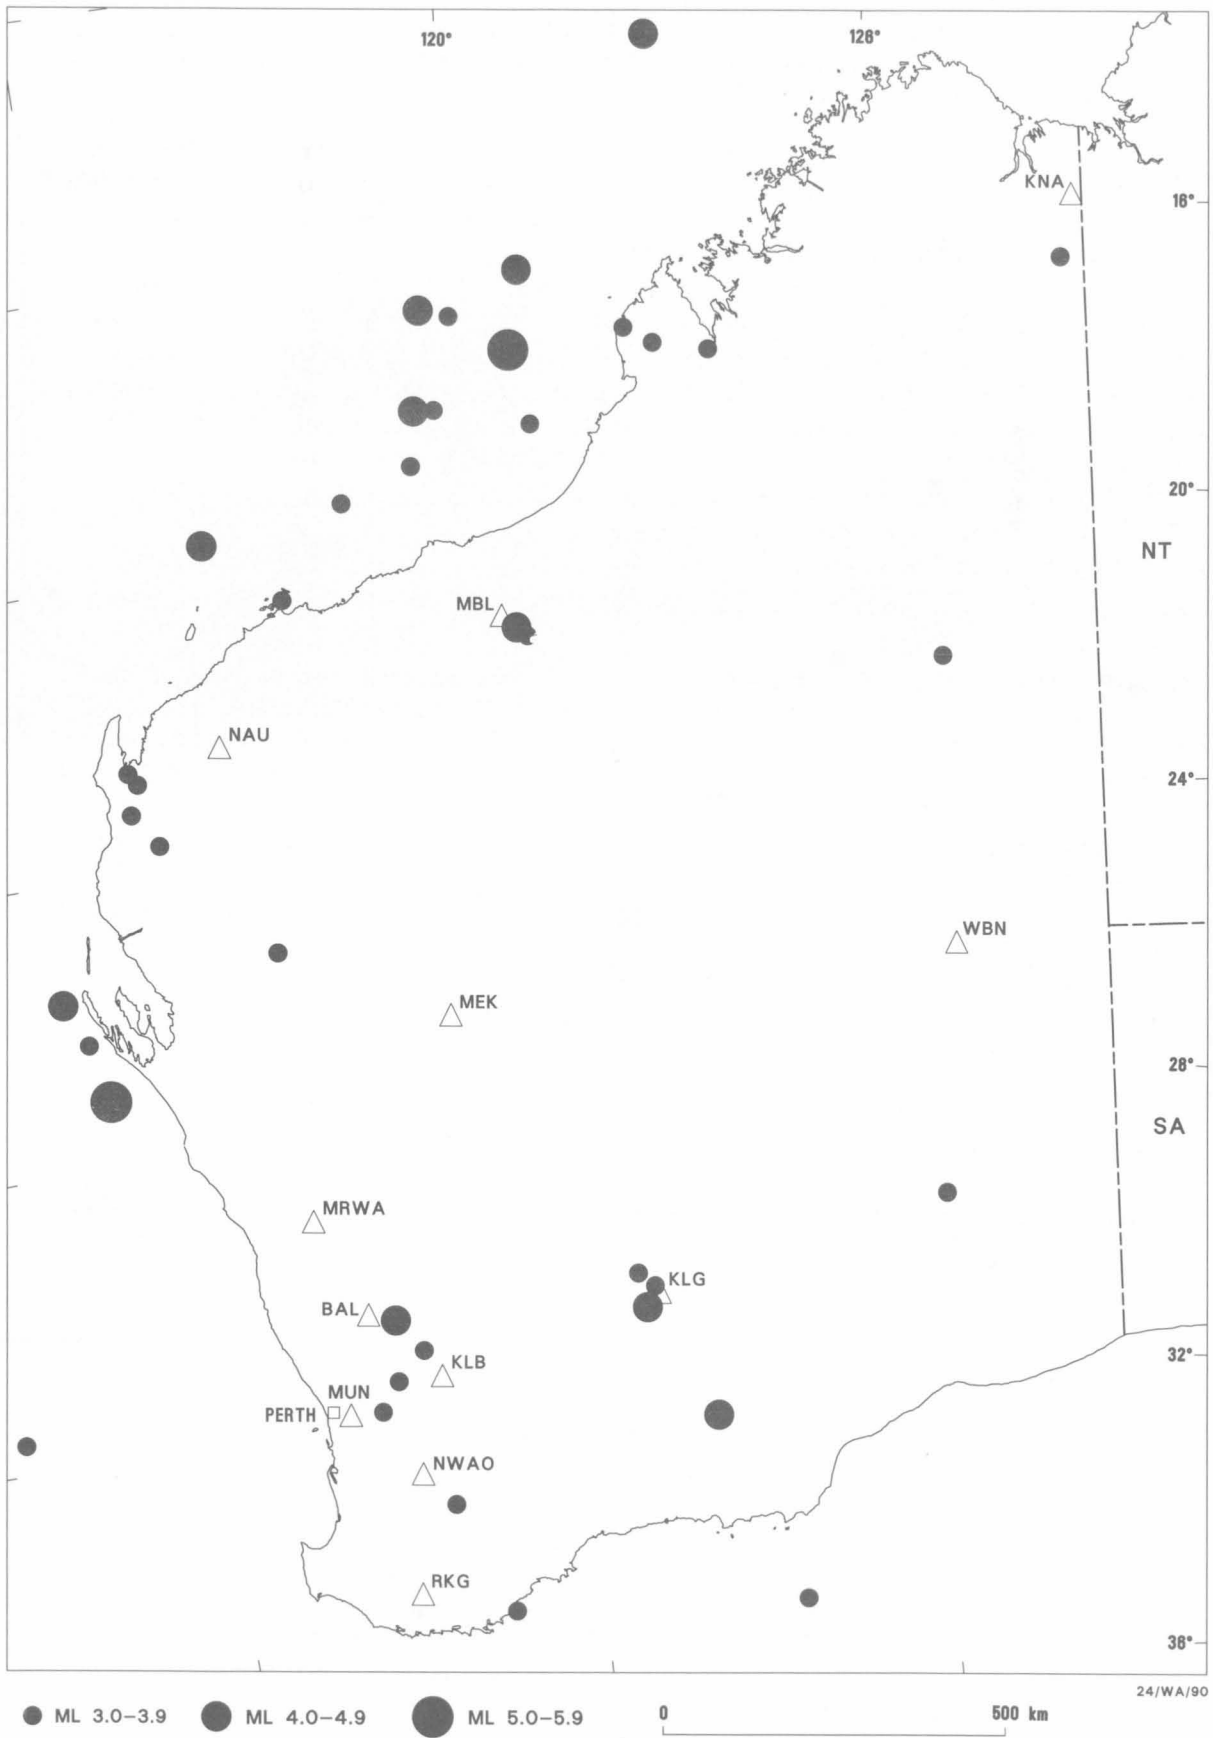 120° 126°
KNA
16°
20°
NT
MBL
NAU
24°
WBN
MEK
28°
SA
MRWA
KLG
BAL
32°
KLB
MUN
PERTH
NWAO
RKG
36°
24/WA/90
ML 3.0–3.9 ML 4.0–4.9 ML 5.0–5.9 0 500 km